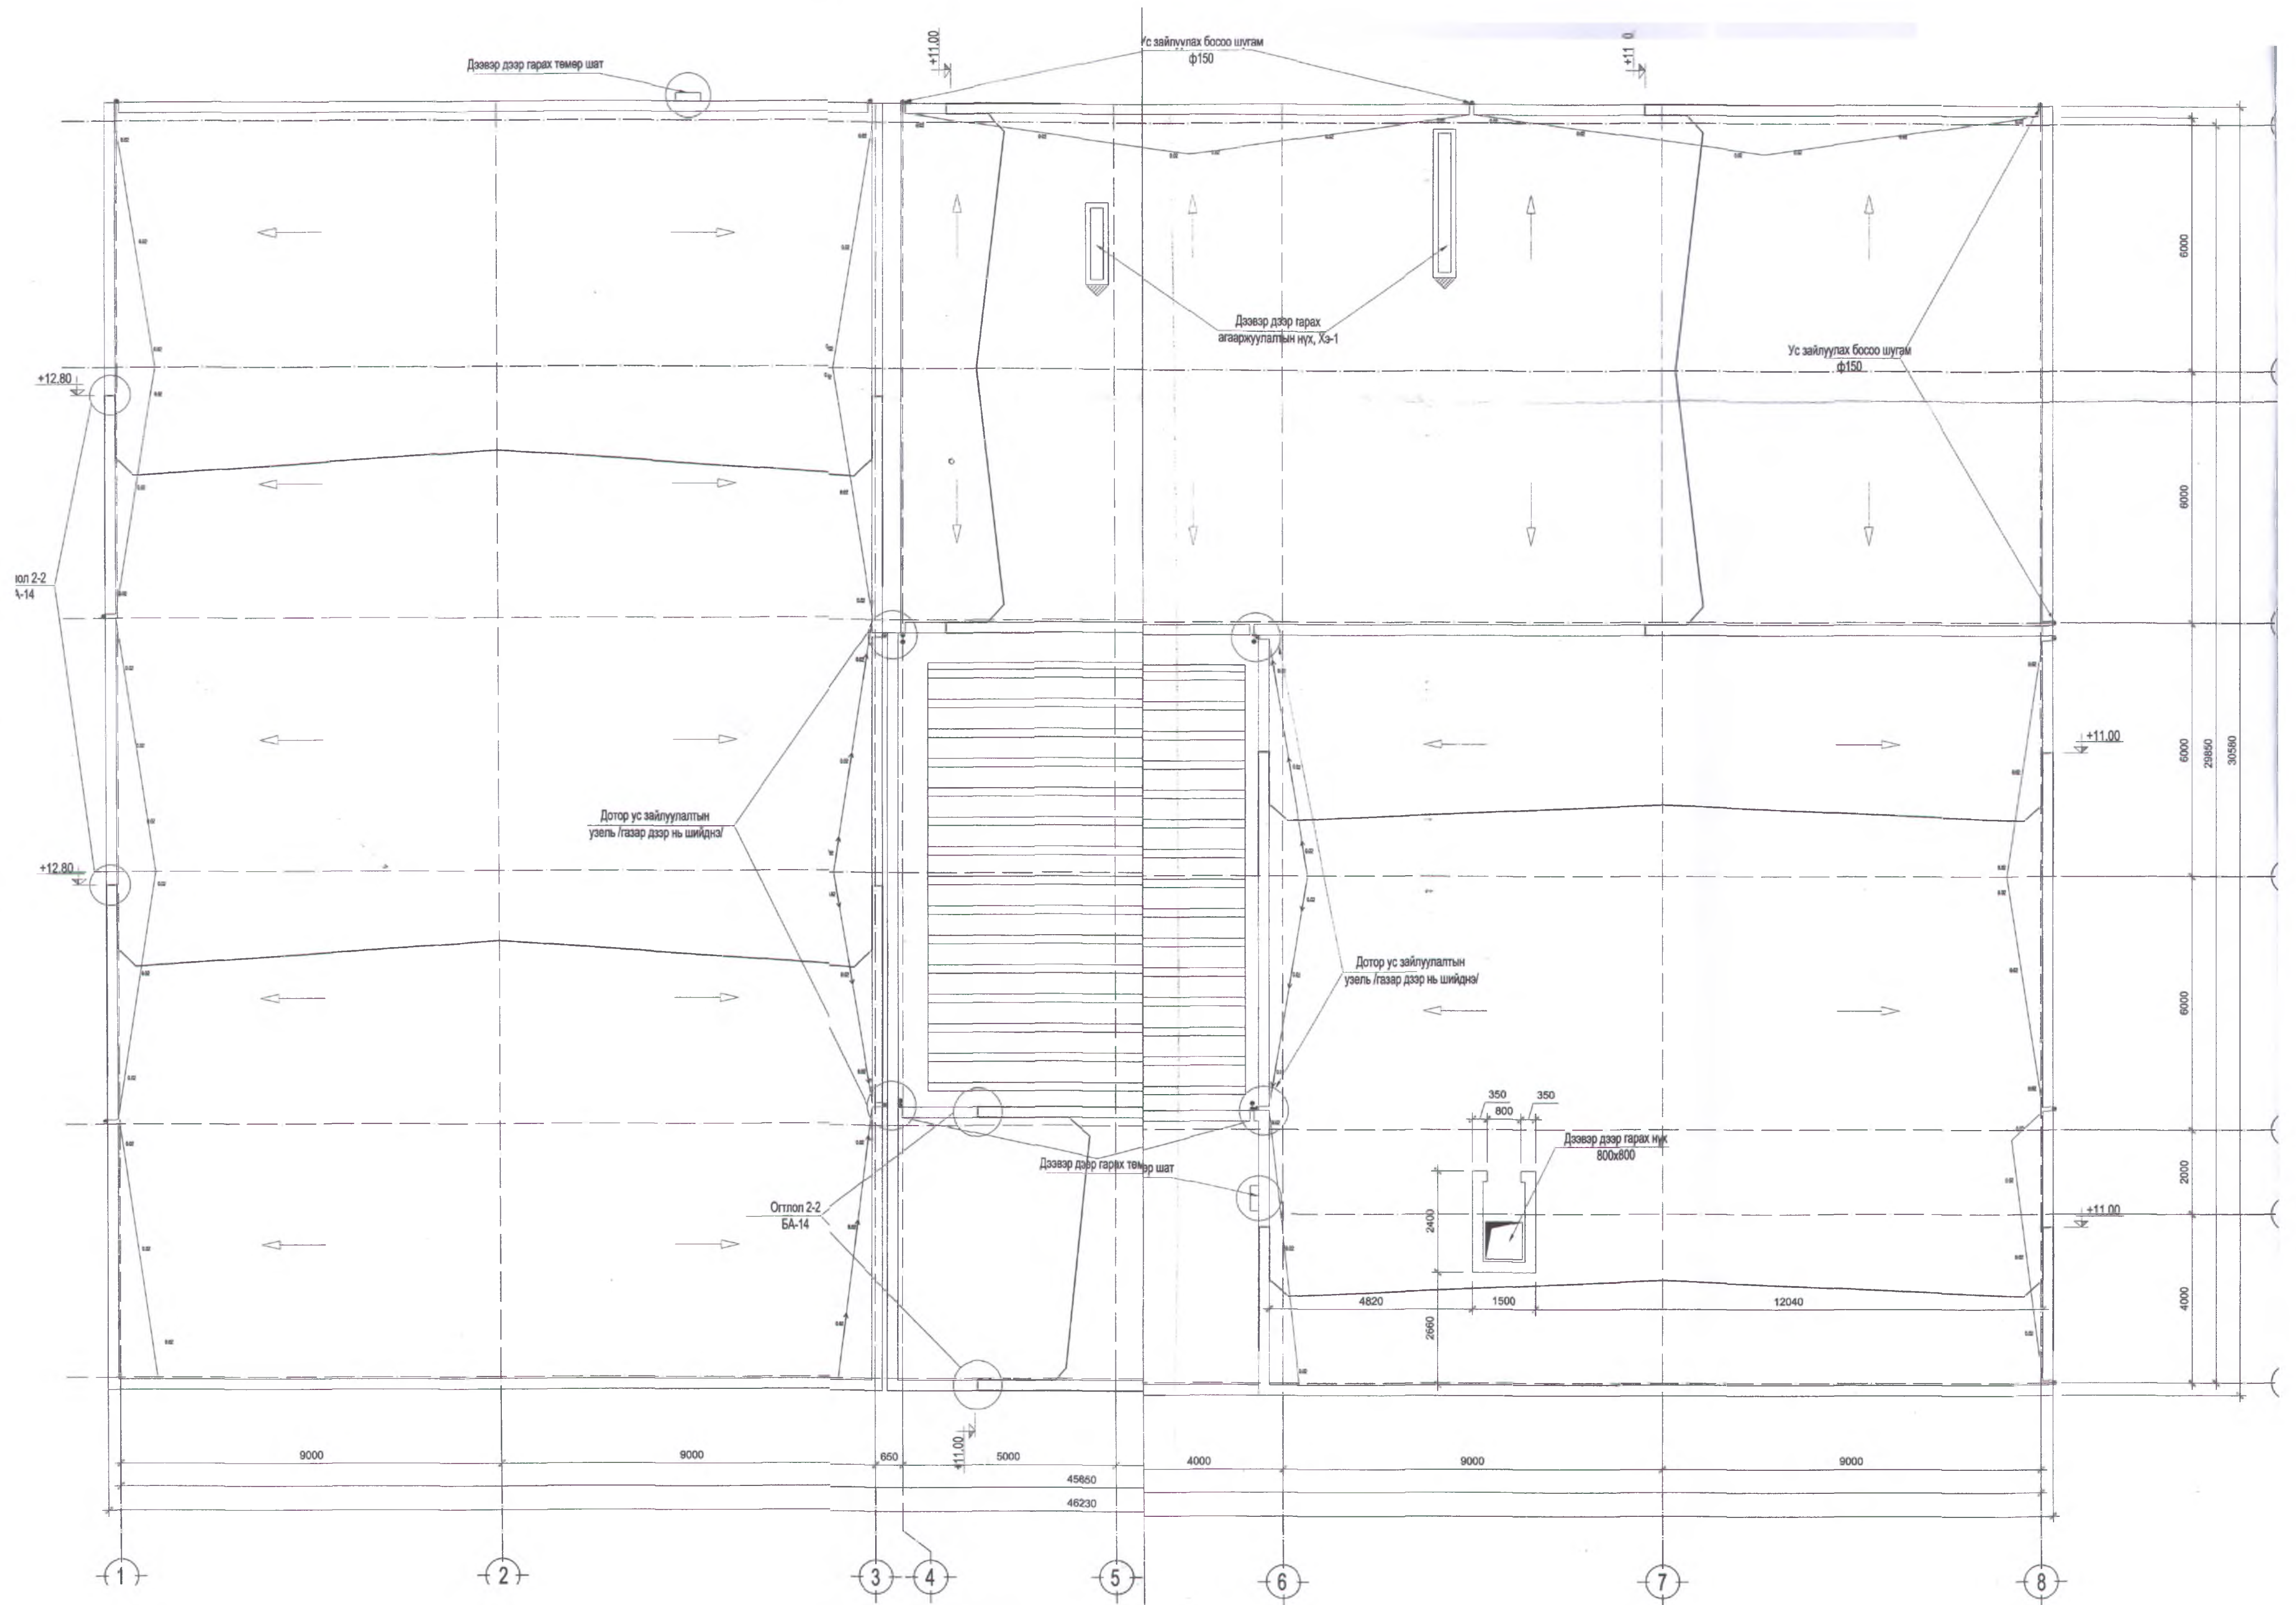 +11.00
Ус зайлуулах босоо шугам
ф150
Дээвэр дээр гарах төмөр шат
6000
Дээвэр дээр гарах
агааржуулалтын нүх, Хэ-1
Ус зайлуулах босоо шугам
ф150
+12.80
6000
2-2
+11.00
6000
29850
30580
Дотор ус зайлуулалтын
узель /газар дээр нь шийднэ/
+12.80
Дотор ус зайлуулалтын
узель /газар дээр нь шийднэ/
6000
350
350
800
Дээвэр дээр гарах нүх
800x800
Дээвэр дээр гарах төмөр шат
2000
Огтлол 2-2
БА-14
2400
+11.00
4820
1500
12040
4000
2660
+11.00
9000
9000
650
5000
4000
9000
9000
45650
46230
1
2
3
4
5
6
7
8